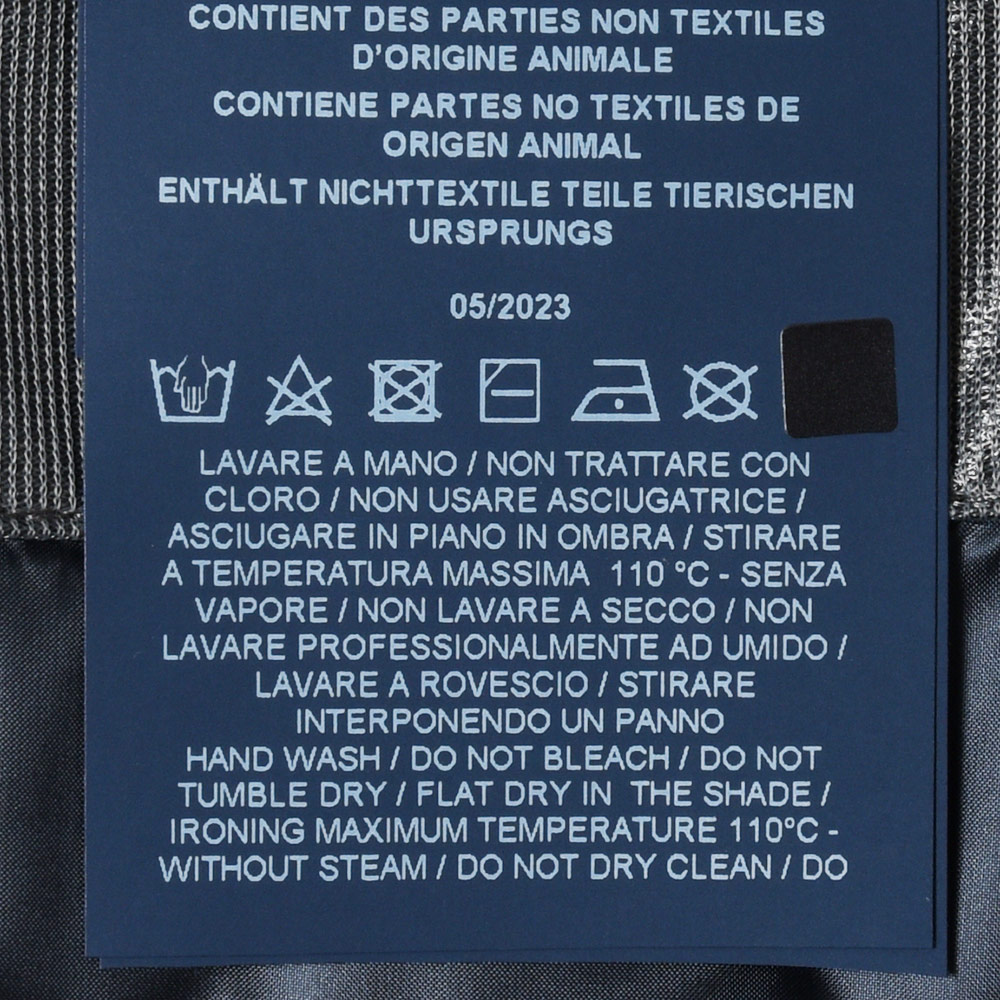 CONTIENT DES PARTIES NON TEXTILES
D'ORIGINE ANIMALE
CONTIENE PARTES NO TEXTILES DE
ORIGEN ANIMAL
ENTHÄLT NICHTTEXTILE TEILE TIERISCHEN
URSPRUNGS
05/2023
LAVARE A MANO / NON TRATTARE CON
CLORO / NON USARE ASCIUGATRICE /
ASCIUGARE IN PIANO IN OMBRA / STIRARE
A TEMPERATURA MASSIMA 110 °C - SENZA
VAPORE / NON LAVARE A SECCO / NON
LAVARE PROFESSIONALMENTE AD UMIDO /
LAVARE A ROVESCIO / STIRARE
INTERPONENDO UN PANNO
HAND WASH / DO NOT BLEACH / DO NOT
TUMBLE DRY / FLAT DRY IN THE SHADE /
IRONING MAXIMUM TEMPERATURE 110°C -
WITHOUT STEAM / DO NOT DRY CLEAN / DO